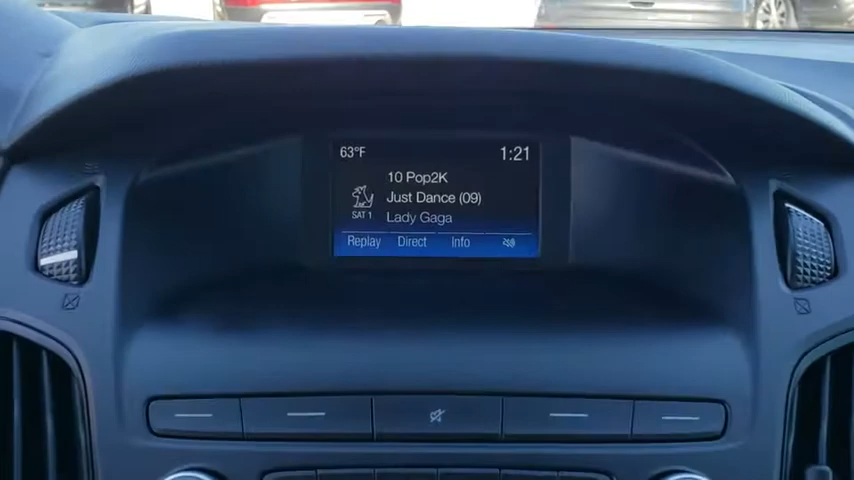 63°F 1:21
10 Pop2K
Just Dance (09)
SAT 1
Lady Gaga
Replay Direct Info